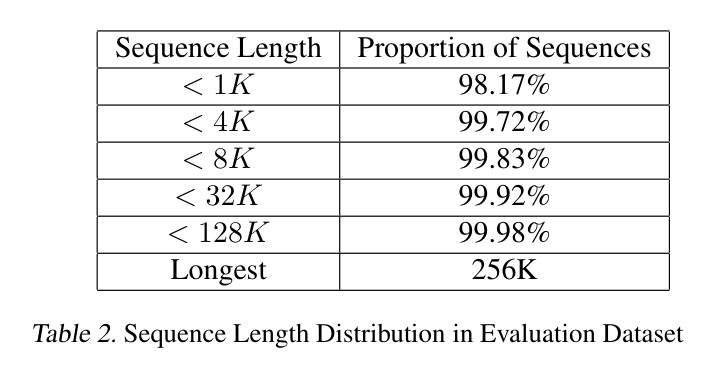 Sequence Length Proportion of Sequences
< 1K 98.17%
< 4K 99.72%
< 8K 99.83%
< 32K 99.92%
< 128K 99.98%
Longest 256K
Table 2. Sequence Length Distribution in Evaluation Dataset